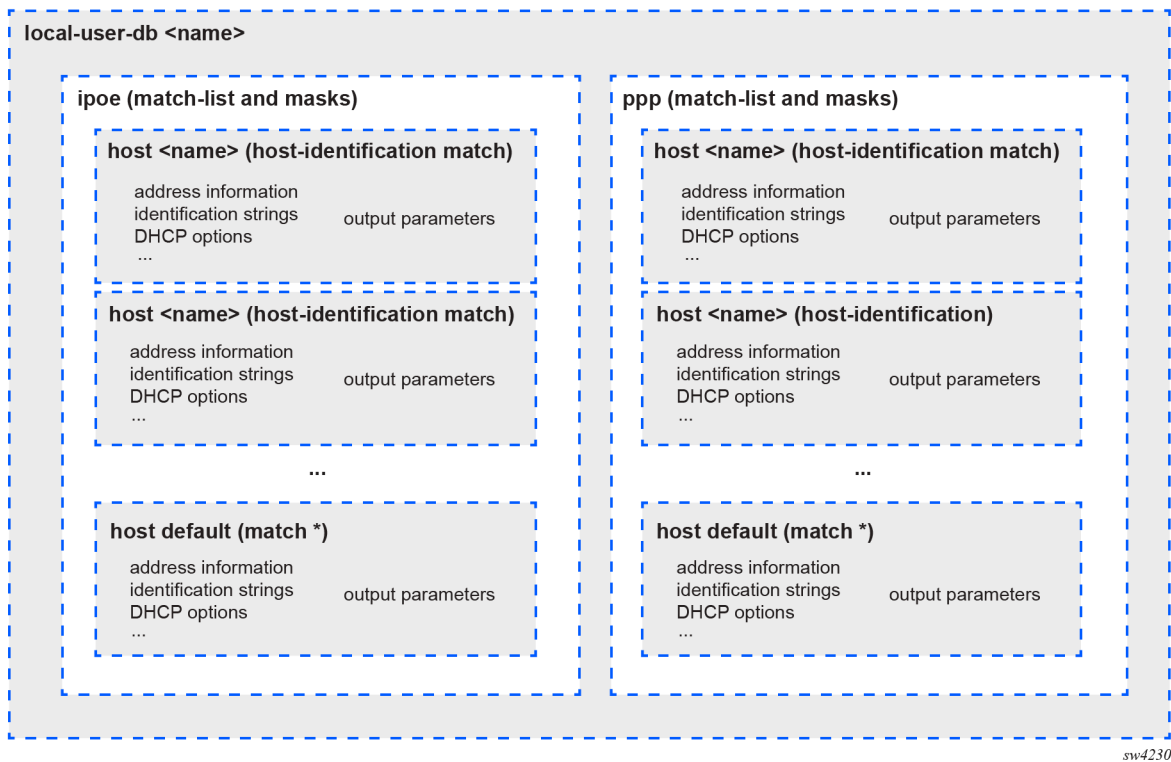 local-user-db <name>
ipoe (match-list and masks)
host <name> (host-identification match)
address information
identification strings
DHCP options
...
output parameters
host <name> (host-identification match)
address information
identification strings
DHCP options
...
output parameters
...
host default (match *)
address information
identification strings
DHCP options
...
output parameters
ppp (match-list and masks)
host <name> (host-identification match)
address information
identification strings
DHCP options
...
output parameters
host <name> (host-identification)
address information
identification strings
DHCP options
...
output parameters
...
host default (match *)
address information
identification strings
DHCP options
...
output parameters
sw4230